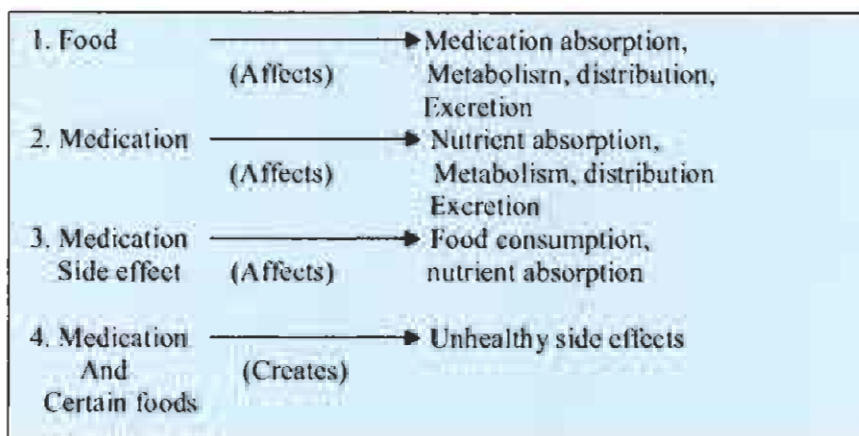 1. Food Medication absorption,
(Affects) Metabolism, distribution,
Excretion
2. Medication Nutrient absorption,
(Affects) Metabolism, distribution
Excretion
3. Medication Food consumption,
Side effect (Affects) nutrient absorption
4. Medication Unhealthy side effects
And (Creates)
Certain foods